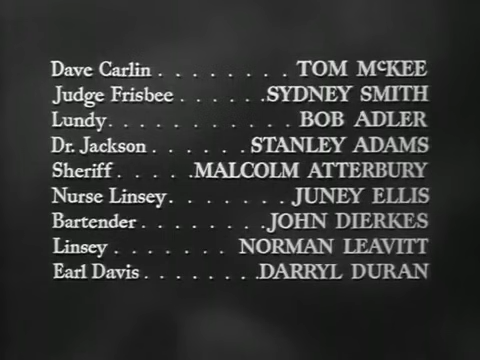 Dave Carlin . . . . . . . . TOM McKEE
Judge Frisbee . . . . . .SYDNEY SMITH
Lundy. . . . . . . . . . . BOB ADLER
Dr. Jackson . . . . . . STANLEY ADAMS
Sheriff . . . . .MALCOLM ATTERBURY
Nurse Linsey. . . . . . . JUNEY ELLIS
Bartender . . . . . . . .JOHN DIERKES
Linsey . . . . . . . NORMAN LEAVITT
Earl Davis . . . . . . .DARRYL DURAN